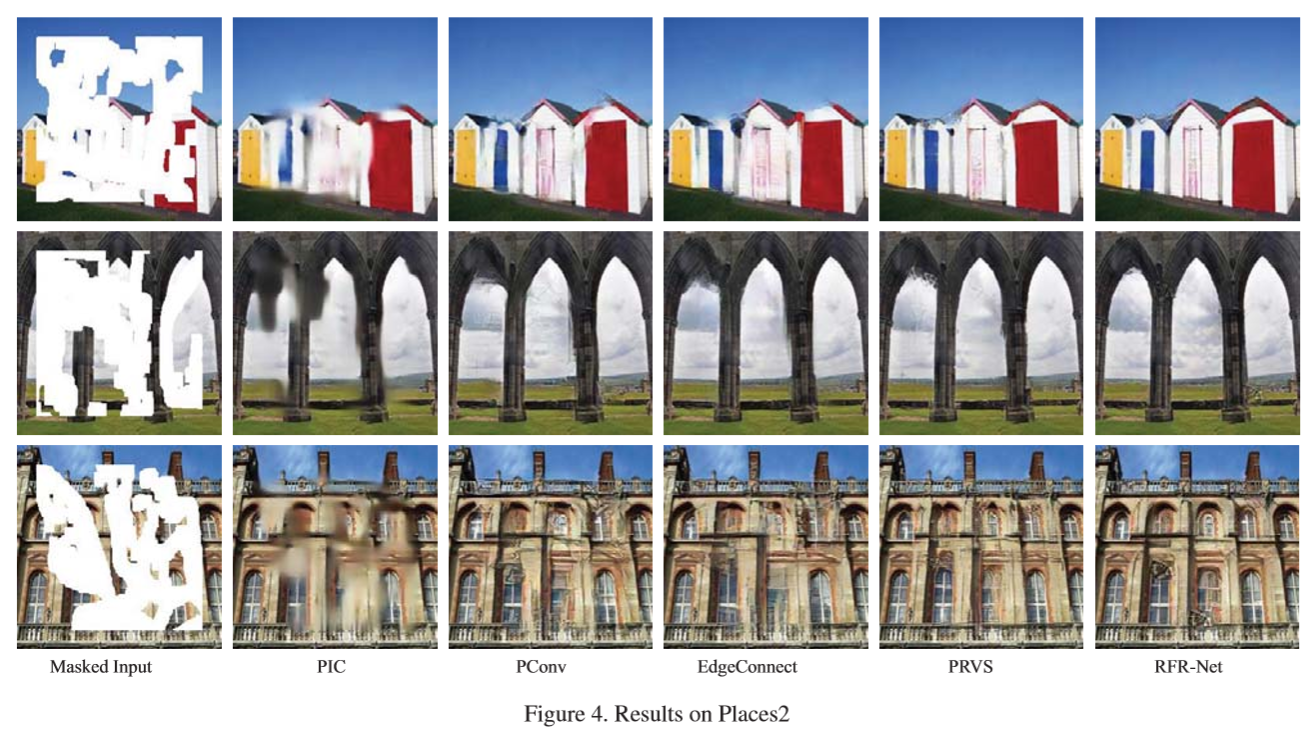 Masked Input
PIC
PConv
EdgeConnect
PRVS
RFR-Net
Figure 4. Results on Places2